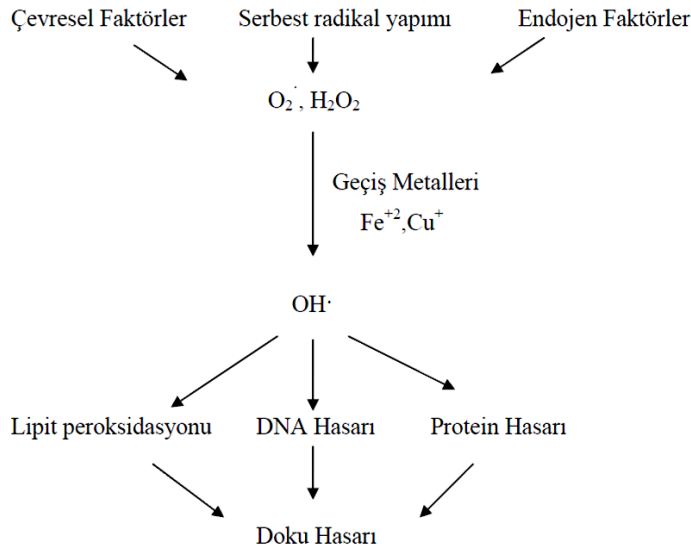 Çevresel Faktörler Serbest radikal yapımı Endojen Faktörler
O₂˙, H₂O₂
Geçiş Metalleri
Fe⁺²,Cu⁺
OH·
Lipit peroksidasyonu DNA Hasarı Protein Hasarı
Doku Hasarı